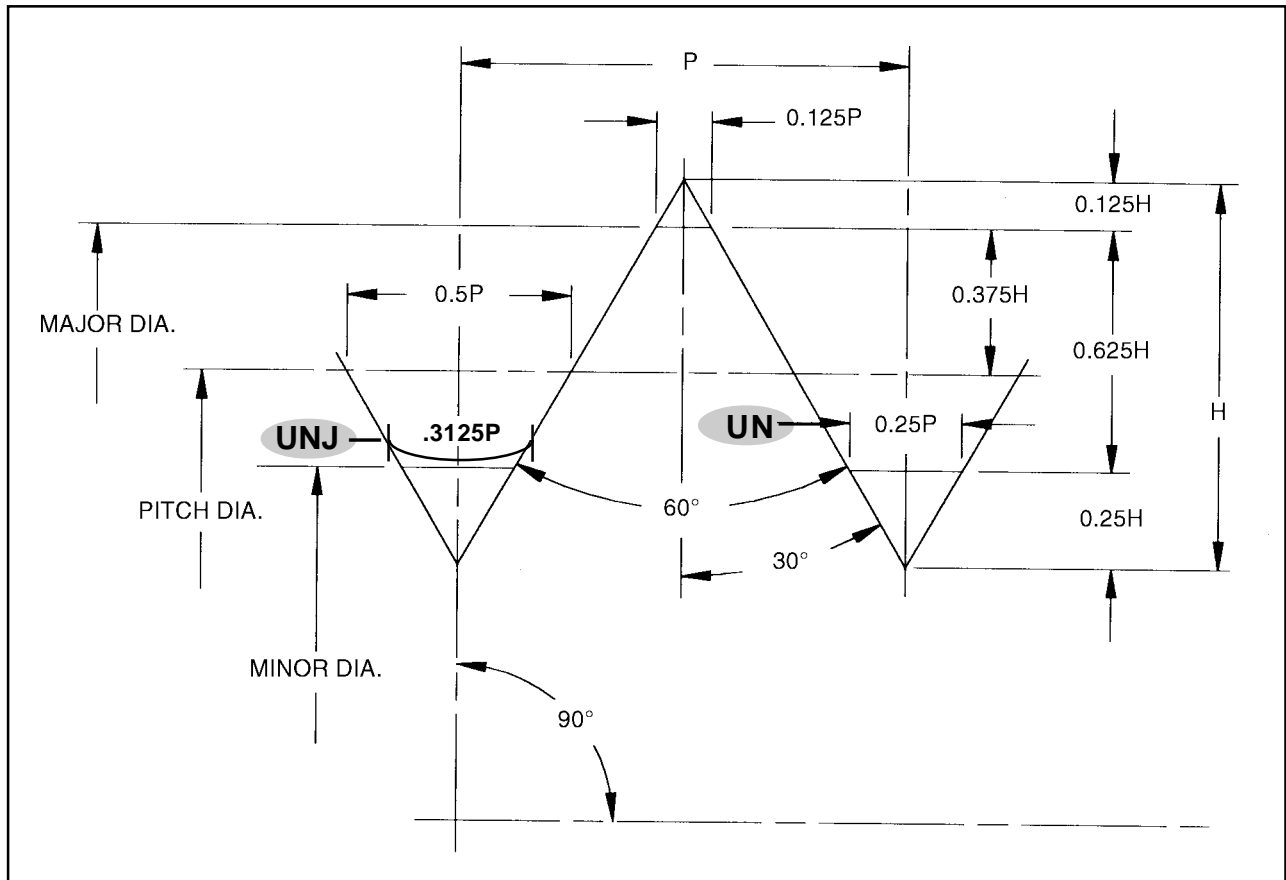 P
0.125P
0.125H
0.5P
0.375H
MAJOR DIA.
0.625H
H
UNJ
.3125P
UN
0.25P
PITCH DIA.
60°
0.25H
30°
MINOR DIA.
90°